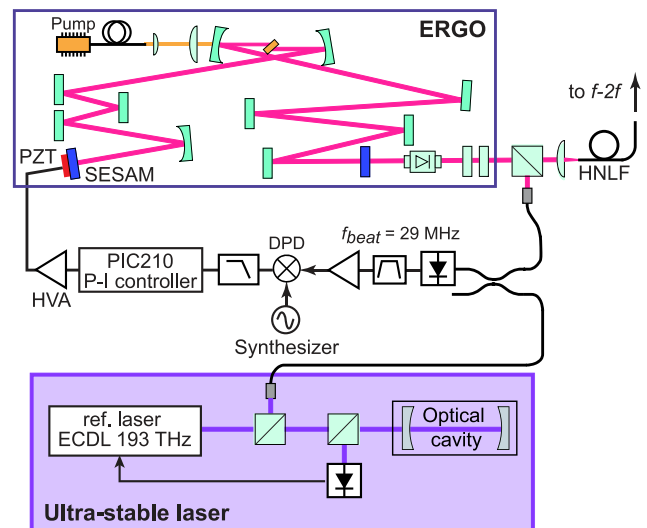 Pump
ERGO
to f-2f
PZT
SESAM
HNLF
DPD
f_beat = 29 MHz
PIC210
P-I controller
HVA
Synthesizer
ref. laser
ECDL 193 THz
Optical
cavity
Ultra-stable laser